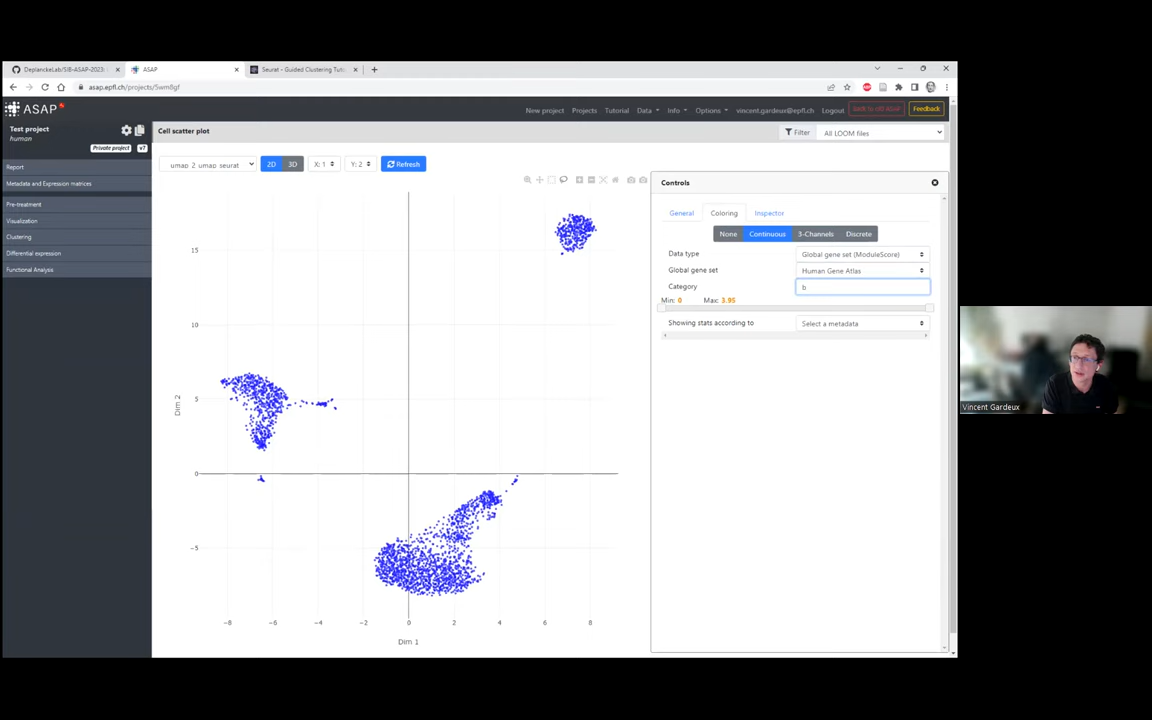 DeplanckeLab/SIB-ASAP-2023:
ASAP
Seurat - Guided Clustering Tut
asap.epfl.ch/projects/5wm8gf
ASAP
New project
Projects
Tutorial
Data
Info
Options
vincent.gardeux@epfl.ch
Logout
Feedback
Test project
human
Private project
v7
Cell scatter plot
Filter
All LOOM files
Report
Metadata and Expression matrices
Pre-treatment
Visualization
Clustering
Differential expression
Functional Analysis
umap_2_umap_seurat
2D
3D
X: 1
Y: 2
Refresh
Controls
General
Coloring
Inspector
None
Continuous
3-Channels
Discrete
Data type
Global gene set (ModuleScore)
Global gene set
Human Gene Atlas
Category
b
Min: 0
Max: 3.95
Showing stats according to
Select a metadata
15
10
5
0
−5
−8
−6
−4
−2
0
2
4
6
8
Dim 1
Dim 2
Vincent Gardeux